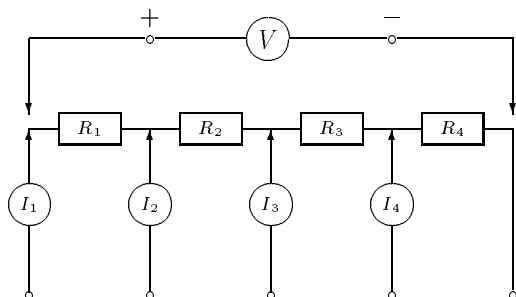 + −
V
R₁ R₂ R₃ R₄
I₁ I₂ I₃ I₄